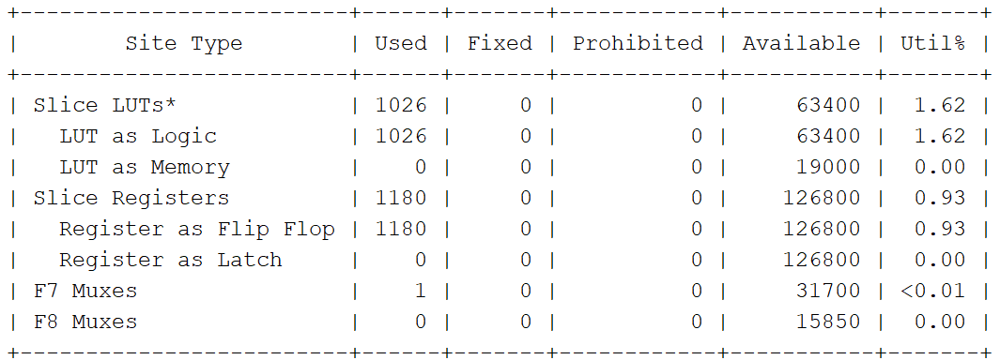 +--------------------------+-------+-------+------------+-----------+-------+
|         Site Type        |  Used | Fixed | Prohibited | Available | Util% |
+--------------------------+-------+-------+------------+-----------+-------+
| Slice LUTs*              |  1026 |     0 |          0 |     63400 |  1.62 |
|   LUT as Logic           |  1026 |     0 |          0 |     63400 |  1.62 |
|   LUT as Memory          |     0 |     0 |          0 |     19000 |  0.00 |
| Slice Registers          |  1180 |     0 |          0 |    126800 |  0.93 |
|   Register as Flip Flop  |  1180 |     0 |          0 |    126800 |  0.93 |
|   Register as Latch      |     0 |     0 |          0 |    126800 |  0.00 |
| F7 Muxes                 |     1 |     0 |          0 |     31700 | <0.01 |
| F8 Muxes                 |     0 |     0 |          0 |     15850 |  0.00 |
+--------------------------+-------+-------+------------+-----------+-------+